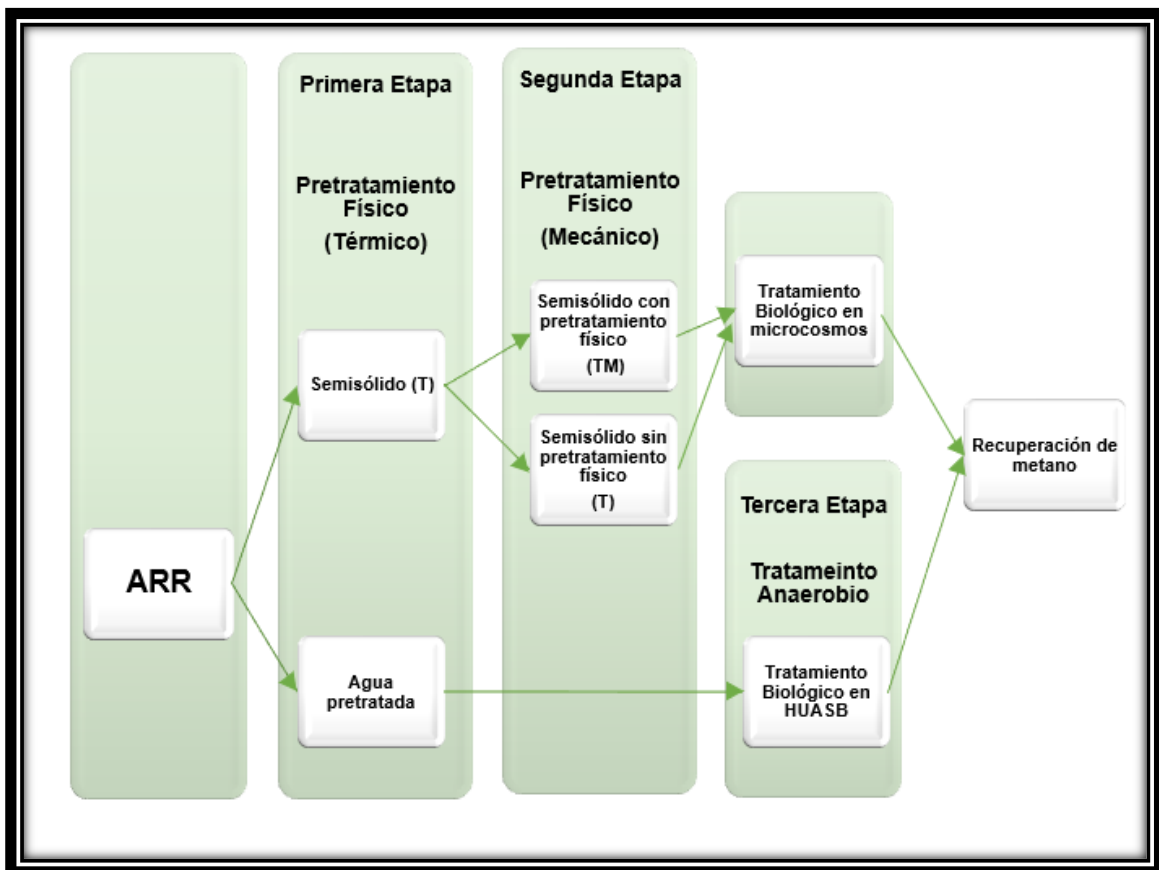 ARR
Primera Etapa
Pretratamiento
Físico
(Térmico)
Semisólido (T)
Agua
pretratada
Segunda Etapa
Pretratamiento
Físico
(Mecánico)
Semisólido con
pretratamiento
físico
(TM)
Semisólido sin
pretratamiento
físico
(T)
Tratamiento
Biológico en
microcosmos
Tercera Etapa
Tratameinto
Anaerobio
Tratamiento
Biológico en
HUASB
Recuperación de
metano